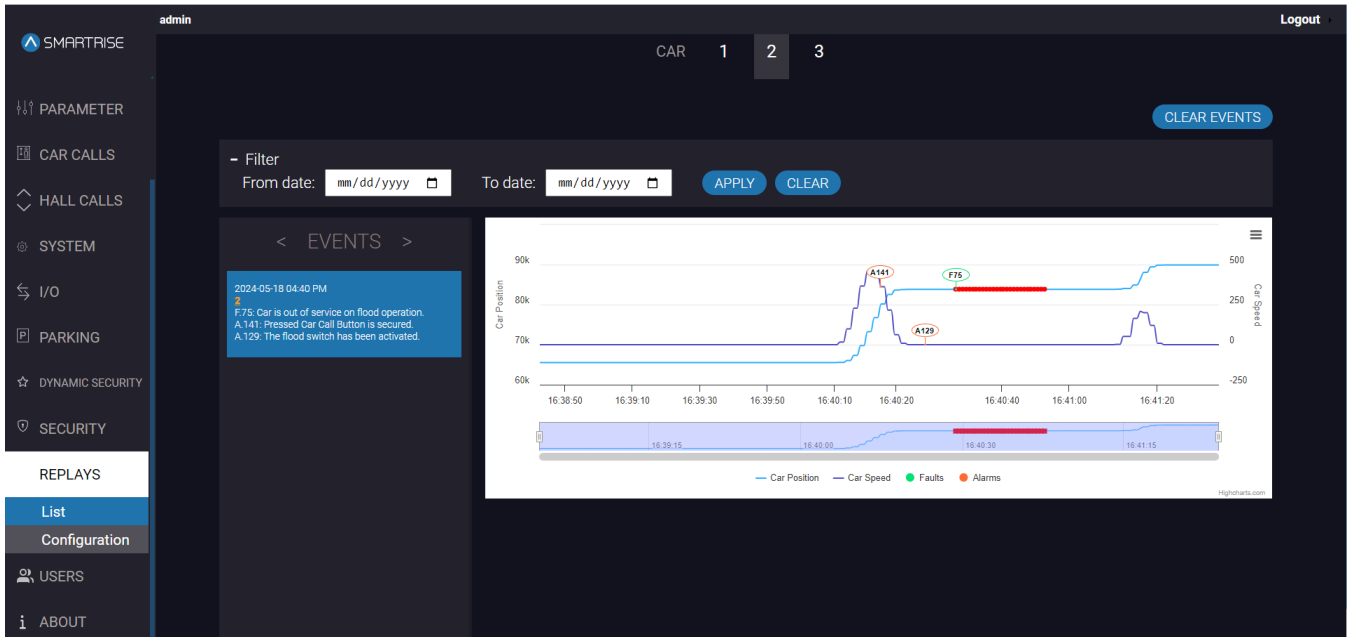 admin
Logout
SMARTRISE
CAR 1 2 3
PARAMETER
CAR CALLS
HALL CALLS
SYSTEM
I/O
P PARKING
DYNAMIC SECURITY
SECURITY
REPLAYS
List
Configuration
USERS
i ABOUT
CLEAR EVENTS
- Filter
From date: mm/dd/yyyy To date: mm/dd/yyyy APPLY CLEAR
< EVENTS >
2024-05-18 04:40 PM
2
F.75: Car is out of service on flood operation.
A.141: Pressed Car Call Button is secured.
A.129: The flood switch has been activated.
Car Position
90k
80k
70k
60k
A141
F75
A129
500
250
0
-250
Car Speed
16:38:50 16:39:10 16:39:30 16:39:50 16:40:10 16:40:20 16:40:40 16:41:00 16:41:20
16:39:15 16:40:00 16:40:30 16:41:15
Car Position Car Speed Faults Alarms
Highcharts.com